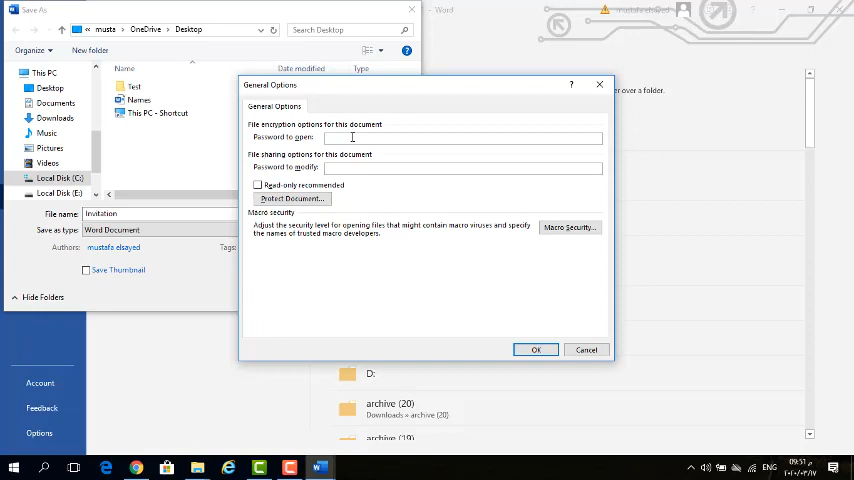 Save As
Word
mustafa elsayed
« musta > OneDrive > Desktop
Search Desktop
Organize
New folder
This PC
Desktop
Documents
Downloads
Music
Pictures
Videos
Local Disk (C:)
Local Disk (E:)
Name
Date modified
Type
Test
Names
This PC - Shortcut
File name: Invitation
Save as type: Word Document
Authors: mustafa elsayed
Tags:
Save Thumbnail
Hide Folders
General Options
General Options
File encryption options for this document
Password to open:
File sharing options for this document
Password to modify:
Read-only recommended
Protect Document...
Macro security
Adjust the security level for opening files that might contain macro viruses and specify
the names of trusted macro developers.
Macro Security...
OK
Cancel
over a folder.
D:
archive (20)
Downloads » archive (20)
archive (19)
Account
Feedback
Options
ENG
09:51 م
٢٠٢٠/٠٣/١٧